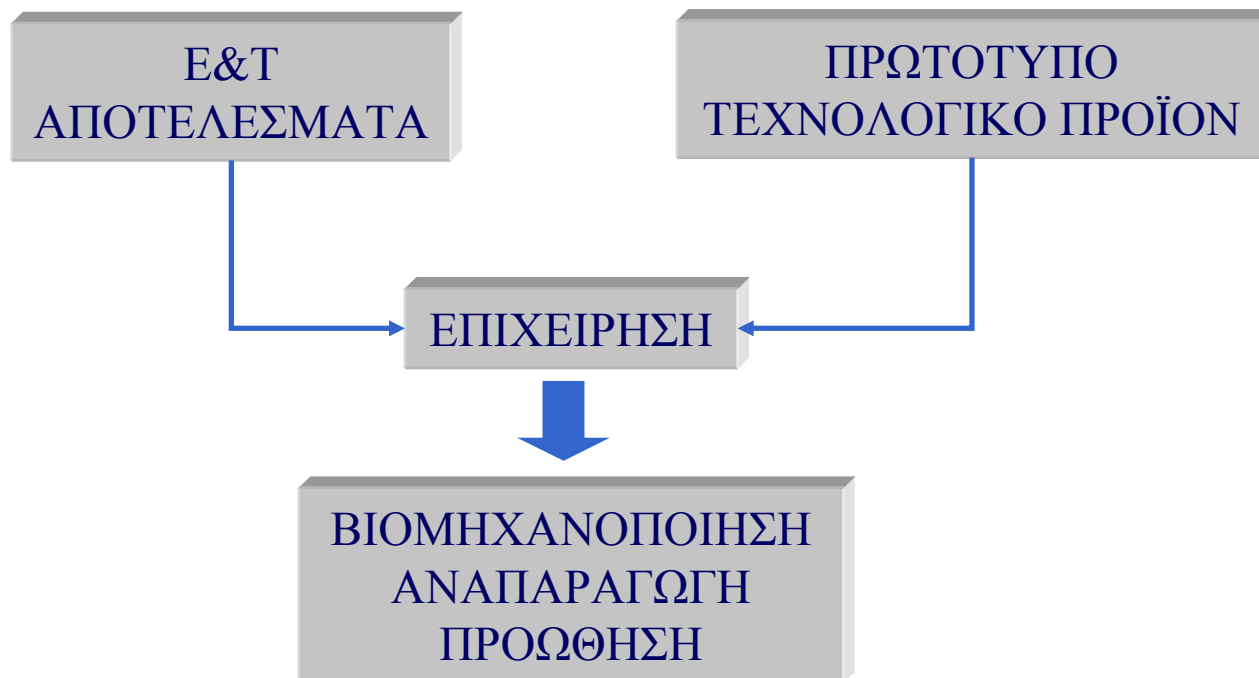 Ε&Τ
ΑΠΟΤΕΛΕΣΜΑΤΑ
ΠΡΩΤΟΤΥΠΟ
ΤΕΧΝΟΛΟΓΙΚΟ ΠΡΟΪΟΝ
ΕΠΙΧΕΙΡΗΣΗ
ΒΙΟΜΗΧΑΝΟΠΟΙΗΣΗ
ΑΝΑΠΑΡΑΓΩΓΗ
ΠΡΟΩΘΗΣΗ